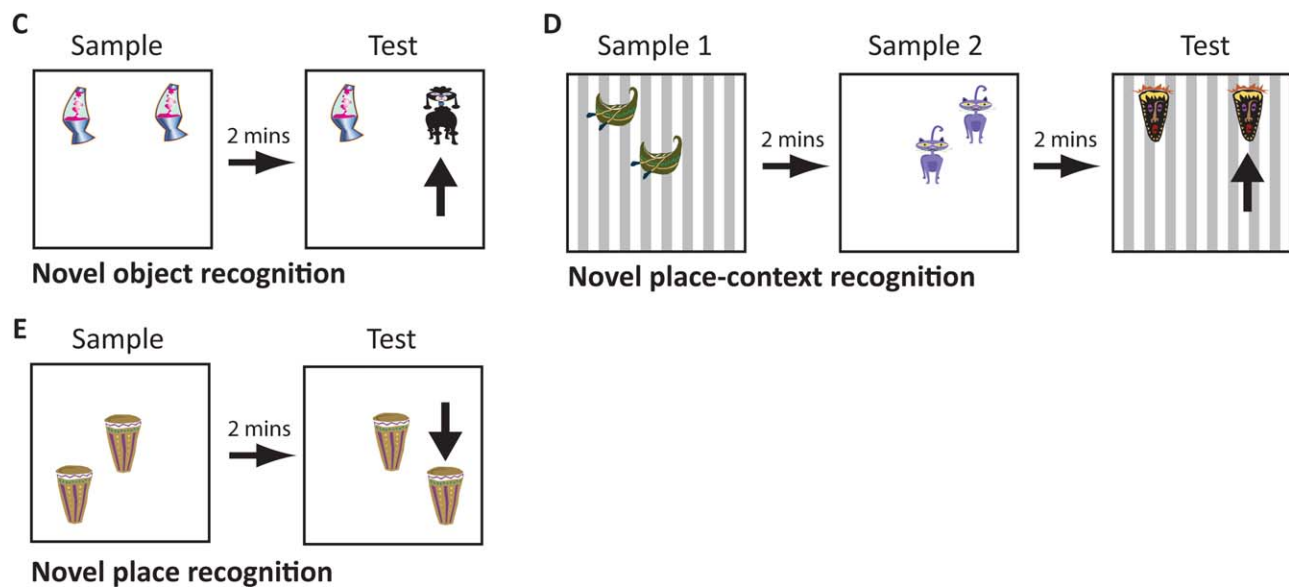 C
Sample
Test
2 mins
Novel object recognition
D
Sample 1
Sample 2
Test
2 mins
2 mins
Novel place-context recognition
E
Sample
Test
2 mins
Novel place recognition